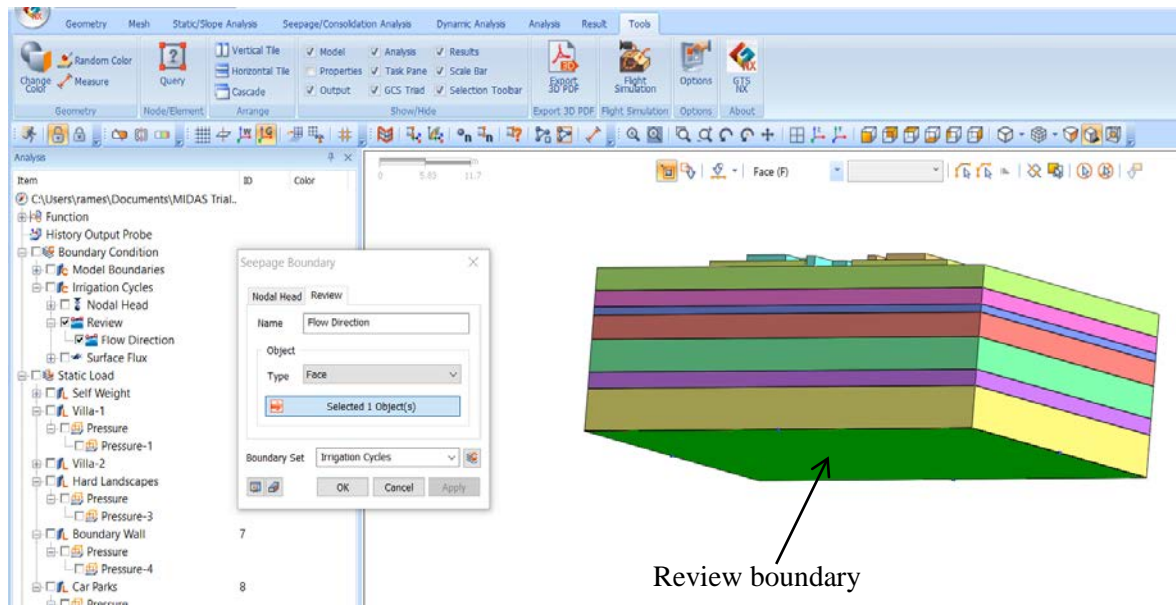 NX
Geometry Mesh Static/Slope Analysis Seepage/Consolidation Analysis Dynamic Analysis Analysis Result Tools
Change Color
Random Color
Measure
Geometry
Query
Node/Element
Vertical Tile
Horizontal Tile
Cascade
Arrange
Model Analysis Results
Properties Task Pane Scale Bar
Output GCS Triad Selection Toolbar
Show/Hide
3D
Export 3D PDF
Export 3D PDF
Flight Simulation
Flight Simulation
Options
Options
GTS NX
About
Analysis
Item ID Color
C:\Users\rames\Documents\MIDAS Trial..
Function
History Output Probe
Boundary Condition
Model Boundaries
Irrigation Cycles
Nodal Head
Review
Flow Direction
Surface Flux
Static Load
Self Weight
Villa-1
Pressure
Pressure-1
Villa-2
Hard Landscapes
Pressure
Pressure-3
Boundary Wall 7
Pressure
Pressure-4
Car Parks 8
Pressure
Seepage Boundary
Nodal Head Review
Name Flow Direction
Object
Type Face
Selected 1 Object(s)
Boundary Set Irrigation Cycles
OK Cancel Apply
0 5.83 11.7
Face (F)
Review boundary